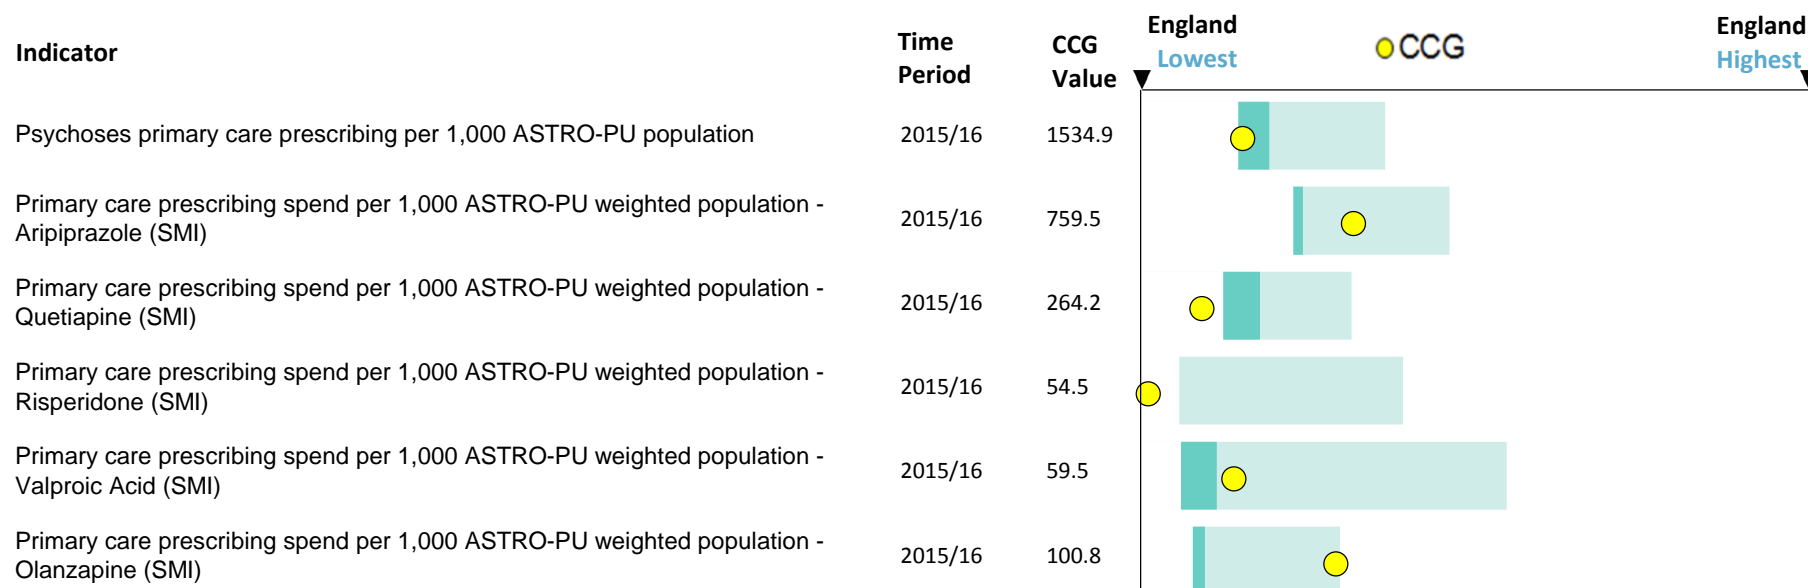 Indicator
Time
Period
CCG
Value
England
Lowest
CCG
England
Highest
Psychoses primary care prescribing per 1,000 ASTRO-PU population
2015/16
1534.9
Primary care prescribing spend per 1,000 ASTRO-PU weighted population -
Aripiprazole (SMI)
2015/16
759.5
Primary care prescribing spend per 1,000 ASTRO-PU weighted population -
Quetiapine (SMI)
2015/16
264.2
Primary care prescribing spend per 1,000 ASTRO-PU weighted population -
Risperidone (SMI)
2015/16
54.5
Primary care prescribing spend per 1,000 ASTRO-PU weighted population -
Valproic Acid (SMI)
2015/16
59.5
Primary care prescribing spend per 1,000 ASTRO-PU weighted population -
Olanzapine (SMI)
2015/16
100.8